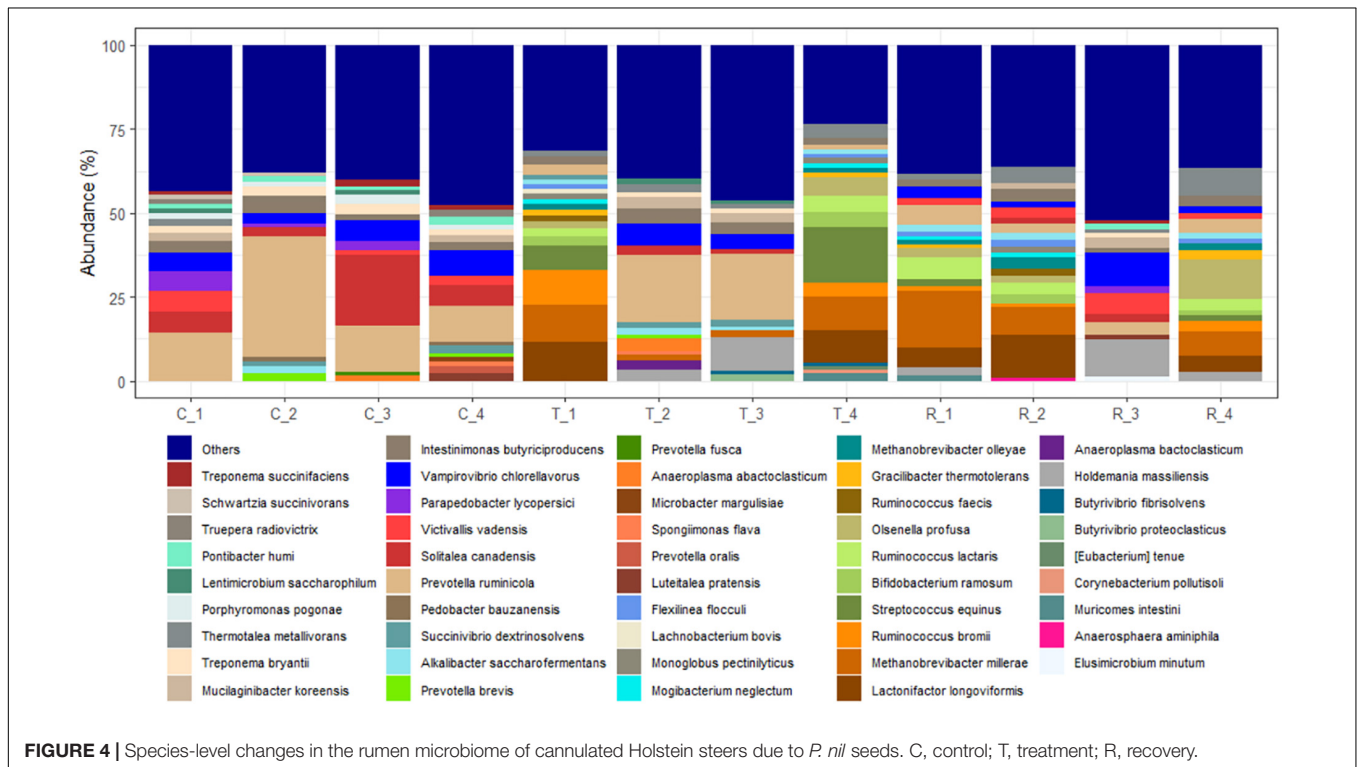 100
75
50
25
0
Abundance (%)
C_1 C_2 C_3 C_4 T_1 T_2 T_3 T_4 R_1 R_2 R_3 R_4
Others
Treponema succinifaciens
Schwartzia succinivorans
Truepera radiovictrix
Pontibacter humi
Lentimicrobium saccharophilum
Porphyromonas pogonae
Thermotalea metallivorans
Treponema bryantii
Mucilaginibacter koreensis
Intestinimonas butyriciproducens
Vampirovibrio chlorellavorus
Parapedobacter lycopersici
Victivallis vadensis
Solitalea canadensis
Prevotella ruminicola
Pedobacter bauzanensis
Succinivibrio dextrinosolvens
Alkalibacter saccharofermentans
Prevotella brevis
Prevotella fusca
Anaeroplasma abactoclasticum
Microbacter margulisiae
Spongiimonas flava
Prevotella oralis
Luteitalea pratensis
Flexilinea flocculi
Lachnobacterium bovis
Monoglobus pectinilyticus
Mogibacterium neglectum
Methanobrevibacter olleyae
Gracilibacter thermotolerans
Ruminococcus faecis
Olsenella profusa
Ruminococcus lactaris
Bifidobacterium ramosum
Streptococcus equinus
Ruminococcus bromii
Methanobrevibacter millerae
Lactonifactor longoviformis
Anaeroplasma bactoclasticum
Holdemania massiliensis
Butyrivibrio fibrisolvens
Butyrivibrio proteoclasticus
[Eubacterium] tenue
Corynebacterium pollutisoli
Muricomes intestini
Anaerosphaera aminiphila
Elusimicrobium minutum
FIGURE 4 | Species-level changes in the rumen microbiome of cannulated Holstein steers due to P. nil seeds. C, control; T, treatment; R, recovery.